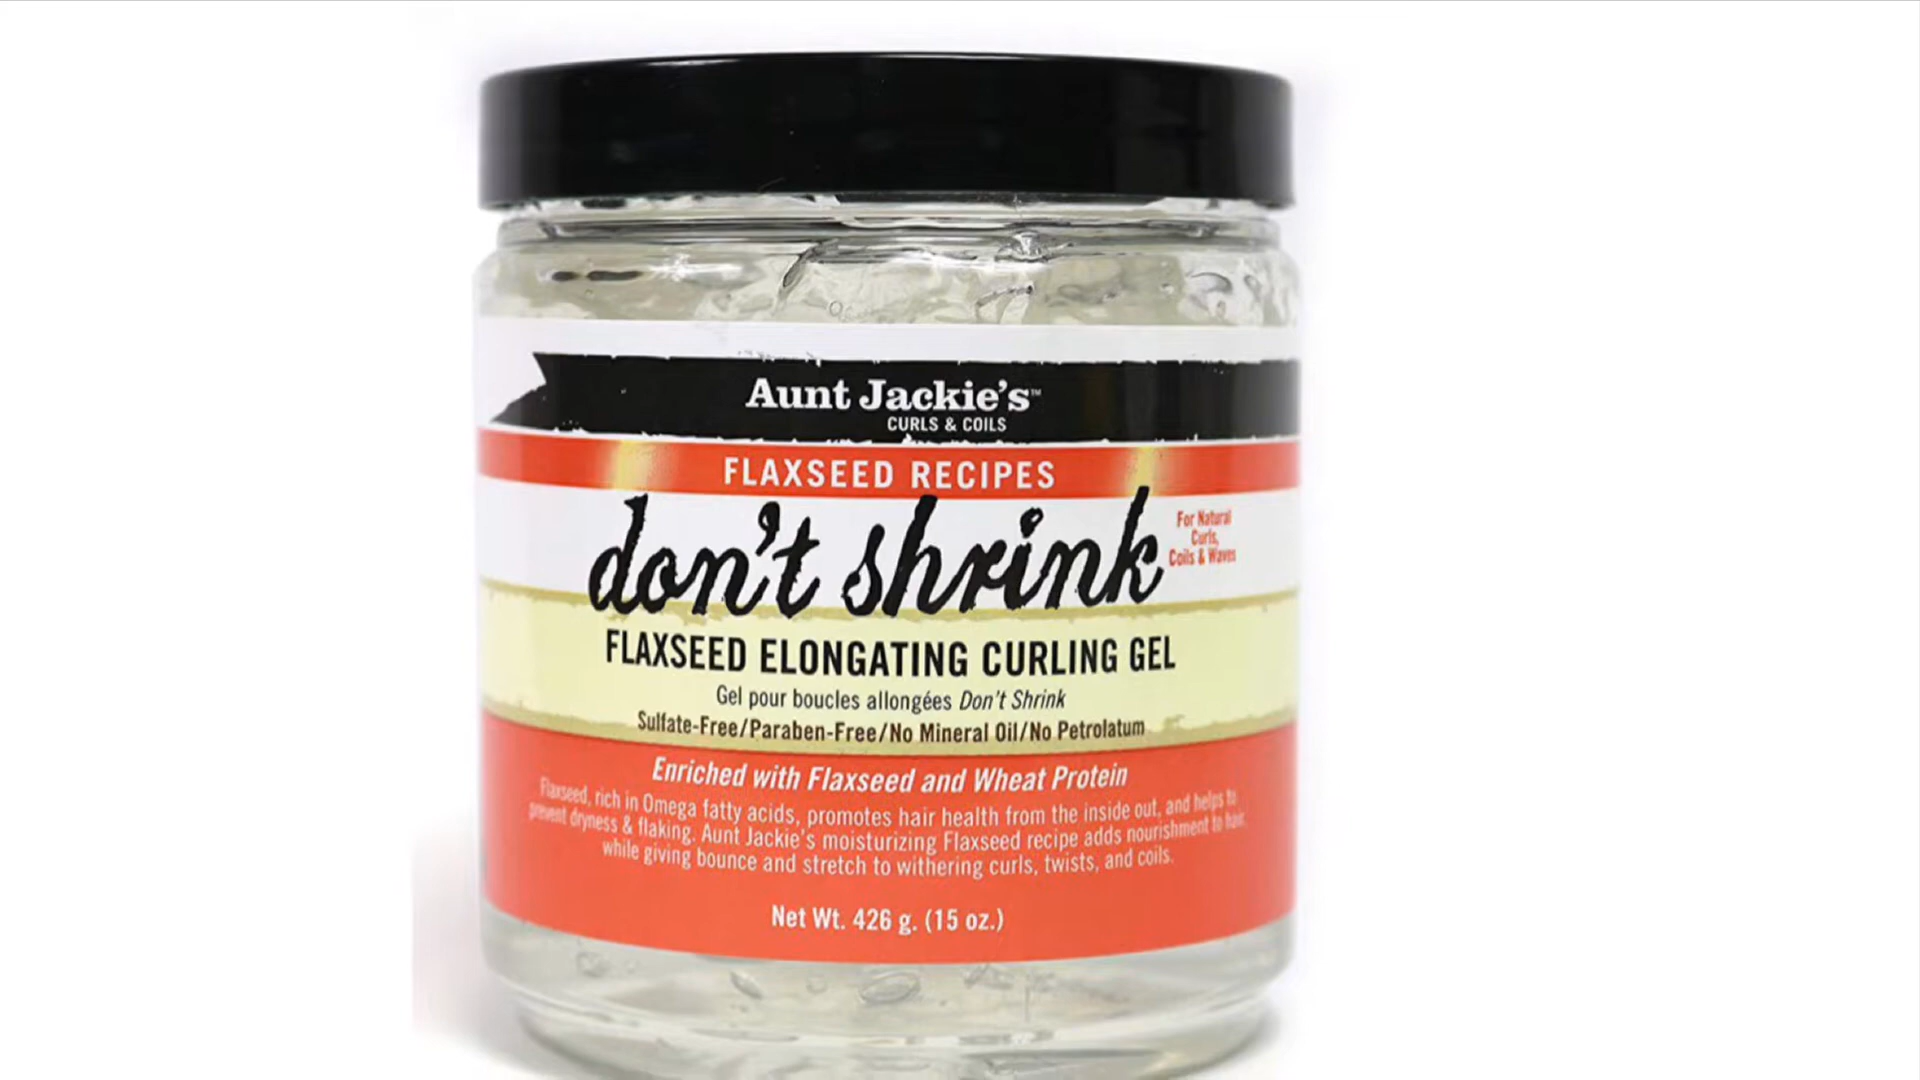 Aunt Jackie's™
CURLS & COILS
FLAXSEED RECIPES
don't shrink
For Natural
Curls,
Coils & Waves
FLAXSEED ELONGATING CURLING GEL
Gel pour boucles allongées Don't Shrink
Sulfate-Free/Paraben-Free/No Mineral Oil/No Petrolatum
Enriched with Flaxseed and Wheat Protein
Flaxseed, rich in Omega fatty acids, promotes hair health from the inside out, and helps to
prevent dryness & flaking. Aunt Jackie's moisturizing Flaxseed recipe adds nourishment to hair
while giving bounce and stretch to withering curls, twists, and coils.
Net Wt. 426 g. (15 oz.)